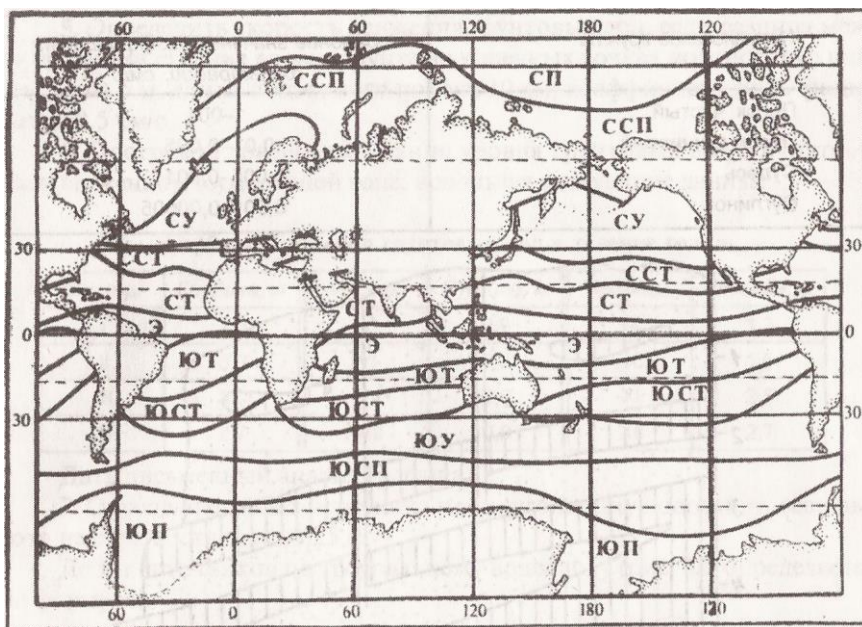 60 0 60 120 180 120
ССП СП
ССП
СУ СУ
30 30
ССТ ССТ
СТ СТ СТ
0 Э Э Э 0
ЮТ ЮТ ЮТ
ЮСТ ЮСТ ЮСТ
30 30
ЮУ
ЮСП
ЮП ЮП
60 0 60 120 180 120